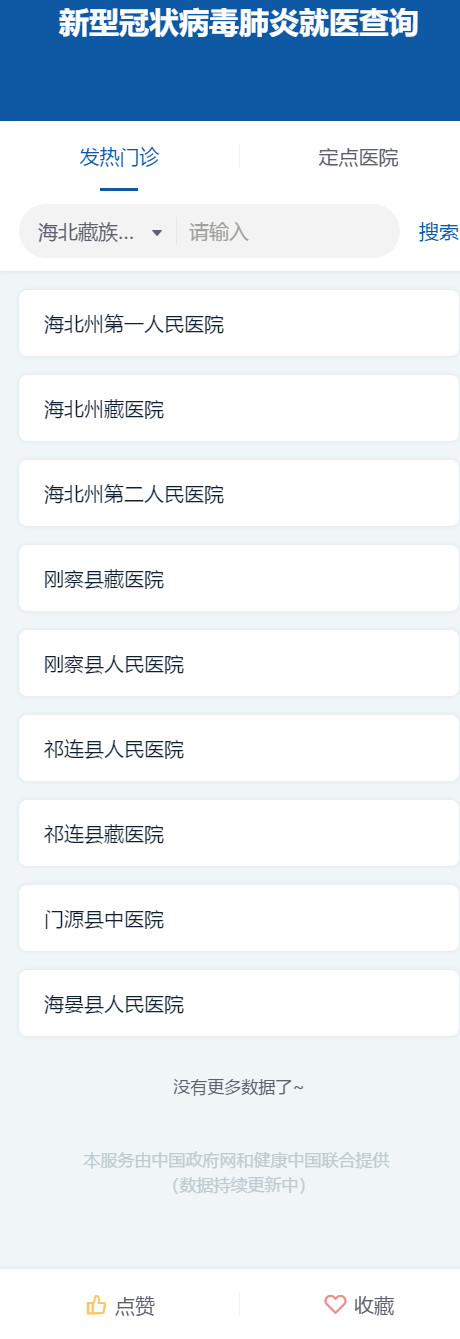 新型冠状病毒肺炎就医查询
发热门诊
定点医院
海北藏族...
请输入
搜索
海北州第一人民医院
海北州藏医院
海北州第二人民医院
刚察县藏医院
刚察县人民医院
祁连县人民医院
祁连县藏医院
门源县中医院
海晏县人民医院
没有更多数据了~
本服务由中国政府网和健康中国联合提供
（数据持续更新中）
点赞
收藏